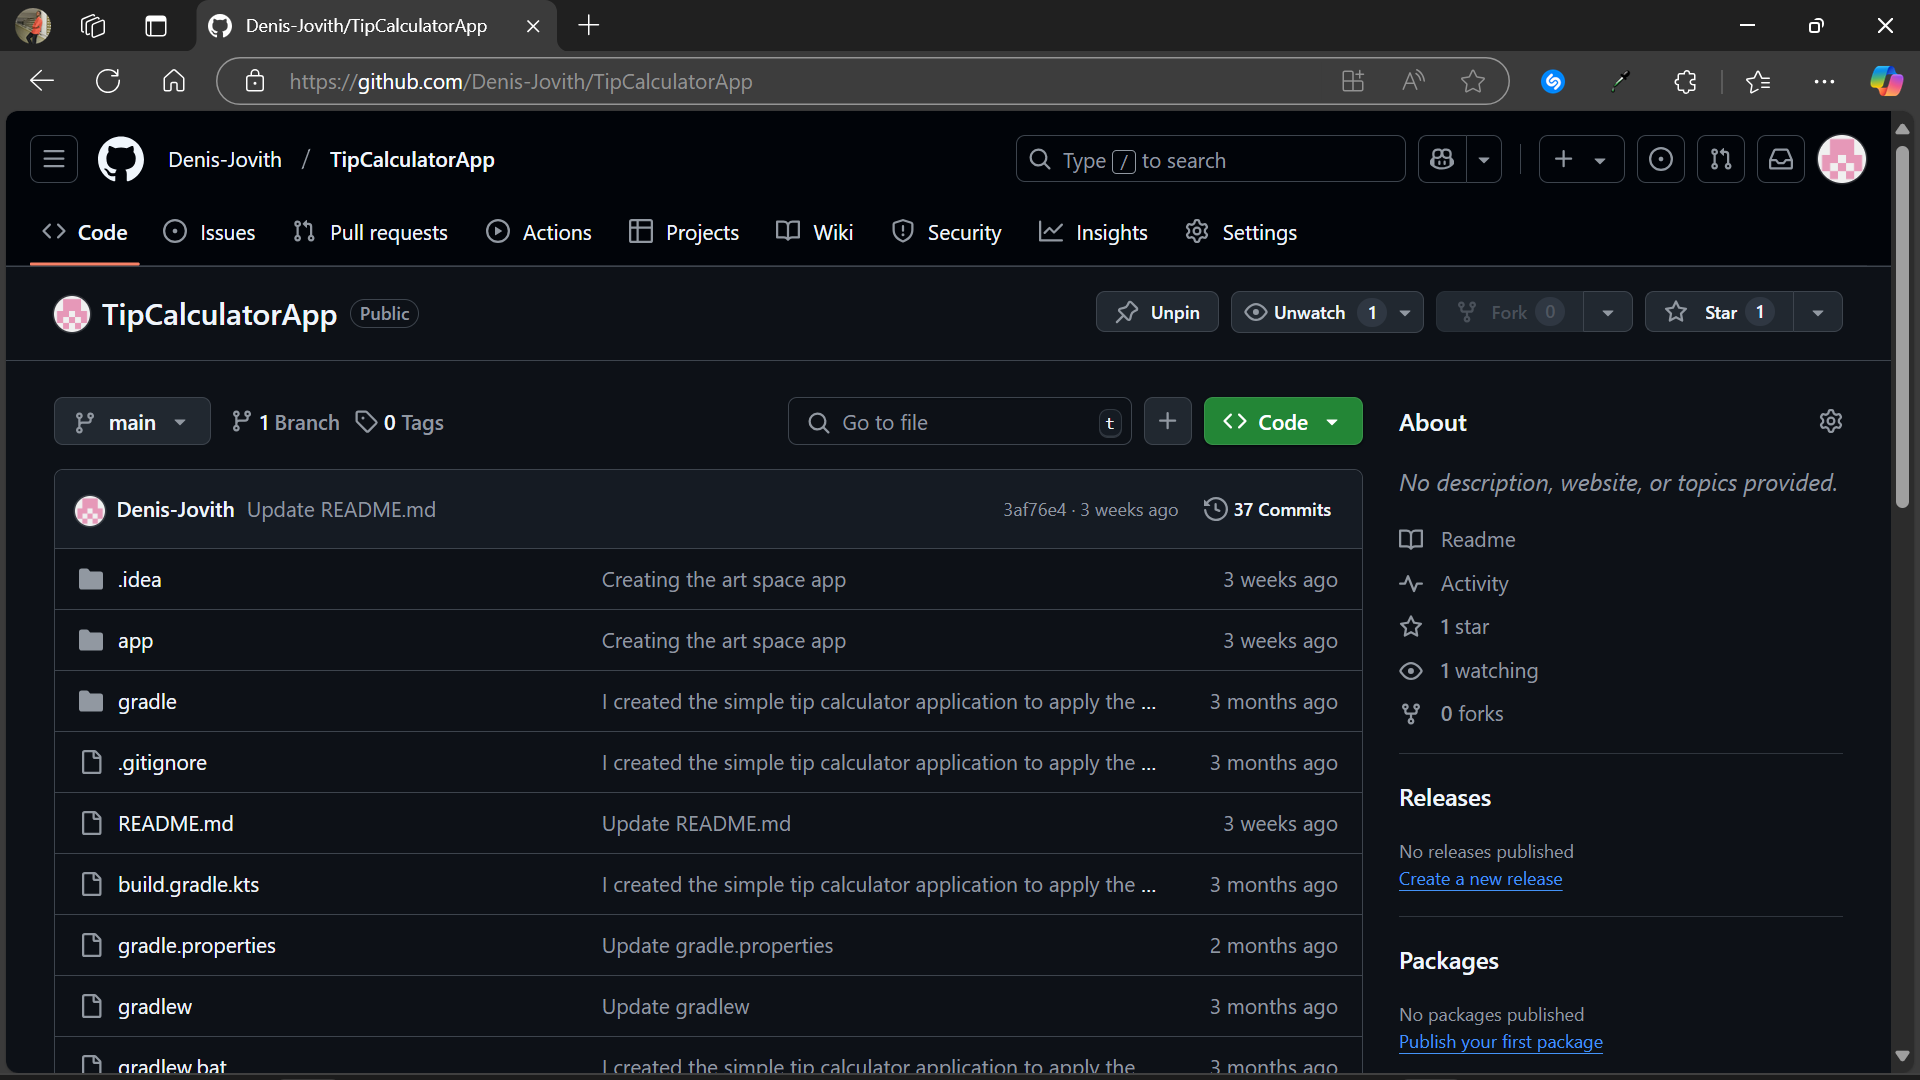 Denis-Jovith/TipCalculatorApp
https://github.com/Denis-Jovith/TipCalculatorApp
Denis-Jovith / TipCalculatorApp
Type / to search
Code Issues Pull requests Actions Projects Wiki Security Insights Settings
TipCalculatorApp Public
Unpin Unwatch 1 Fork 0 Star 1
main 1 Branch 0 Tags
Go to file t
Code
Denis-Jovith Update README.md 3af76e4 · 3 weeks ago 37 Commits
.idea Creating the art space app 3 weeks ago
app Creating the art space app 3 weeks ago
gradle I created the simple tip calculator application to apply the ... 3 months ago
.gitignore I created the simple tip calculator application to apply the ... 3 months ago
README.md Update README.md 3 weeks ago
build.gradle.kts I created the simple tip calculator application to apply the ... 3 months ago
gradle.properties Update gradle.properties 2 months ago
gradlew Update gradlew 3 months ago
gradlew.bat I created the simple tip calculator application to apply the 3 months ago
About
No description, website, or topics provided.
Readme
Activity
1 star
1 watching
0 forks
Releases
No releases published
Create a new release
Packages
No packages published
Publish your first package